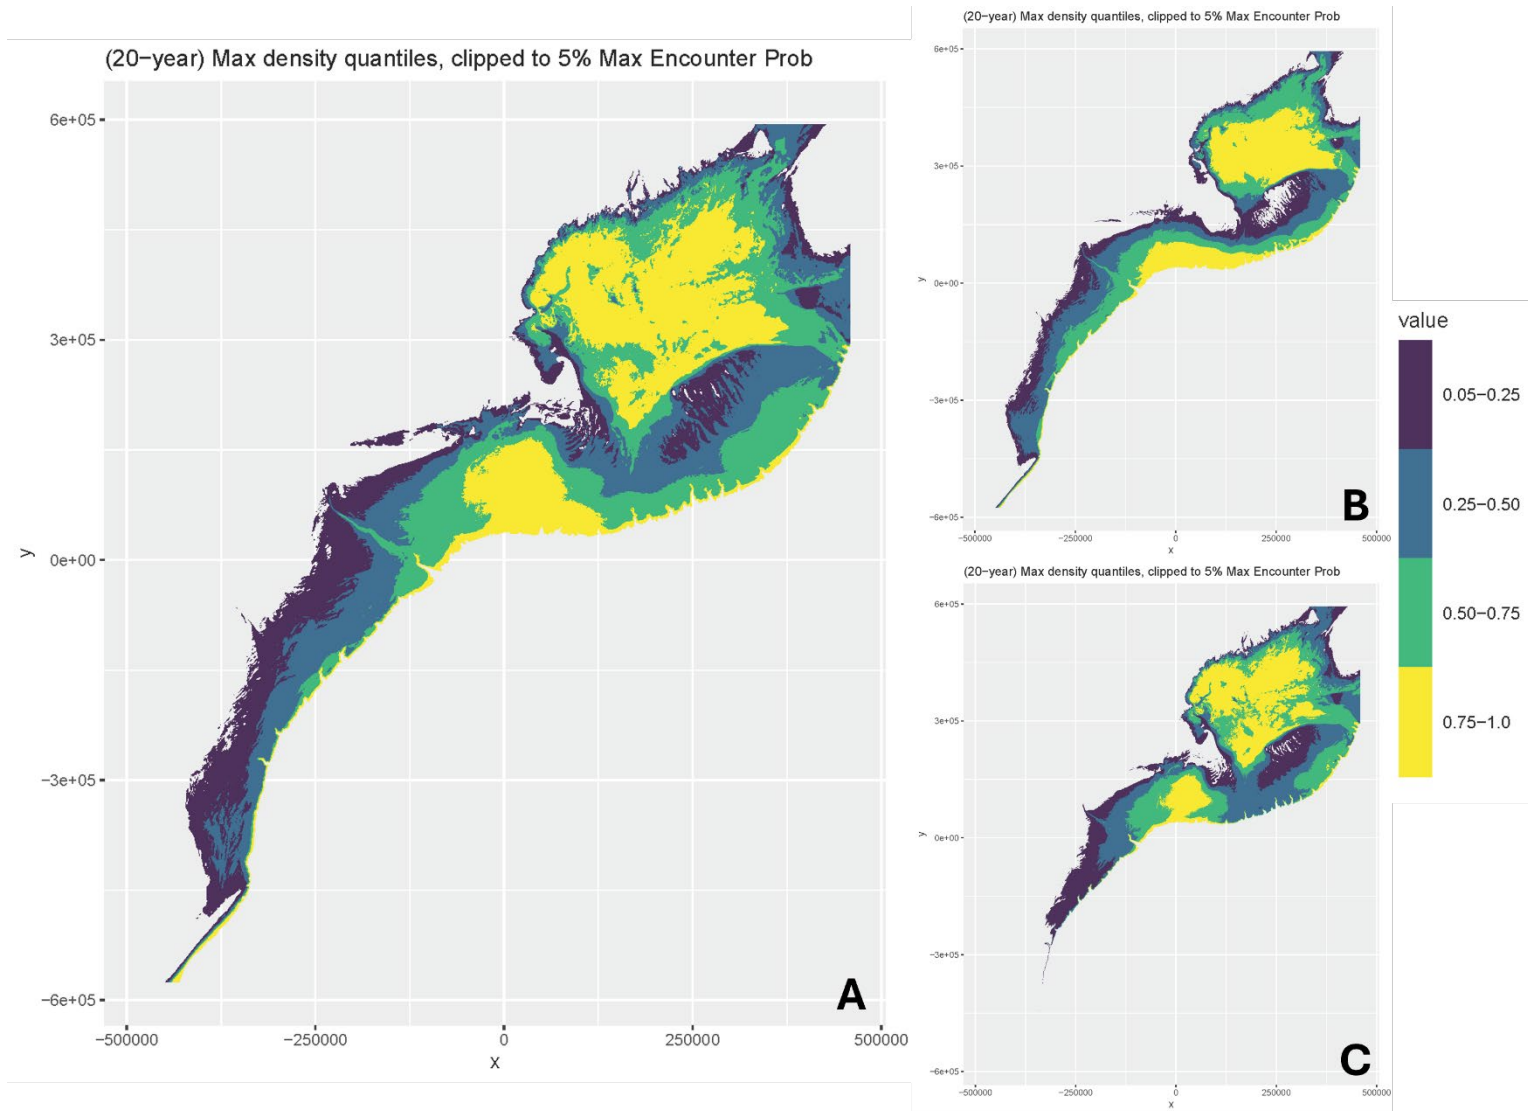 (20−year) Max density quantiles, clipped to 5% Max Encounter Prob
6e+05
3e+05
0e+00
−3e+05
−6e+05
y
−500000
−250000
0
250000
500000
x
A
(20−year) Max density quantiles, clipped to 5% Max Encounter Prob
6e+05
3e+05
0e+00
−3e+05
−6e+05
y
−500000
−250000
0
250000
500000
x
B
(20−year) Max density quantiles, clipped to 5% Max Encounter Prob
6e+05
3e+05
0e+00
−3e+05
−6e+05
y
−500000
−250000
0
250000
500000
x
C
value
0.05−0.25
0.25−0.50
0.50−0.75
0.75−1.0